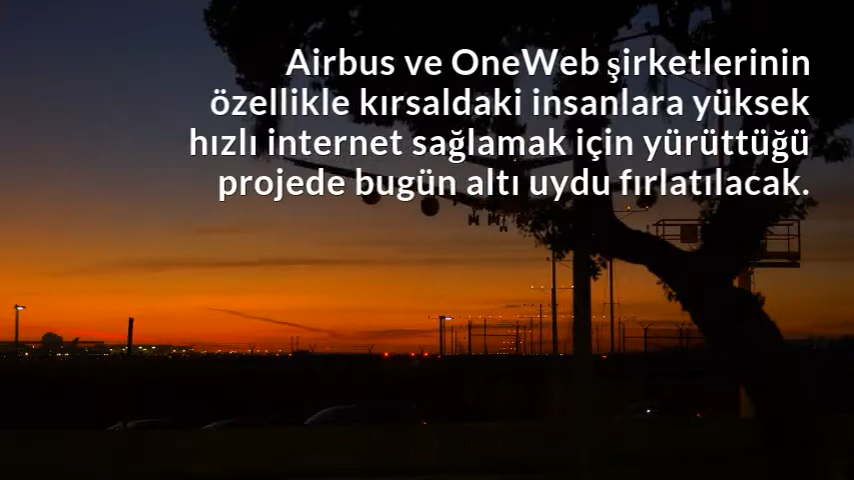 Airbus ve OneWeb şirketlerinin
özellikle kırsaldaki insanlara yüksek
hızlı internet sağlamak için yürüttüğü
projede bugün altı uydu fırlatılacak.